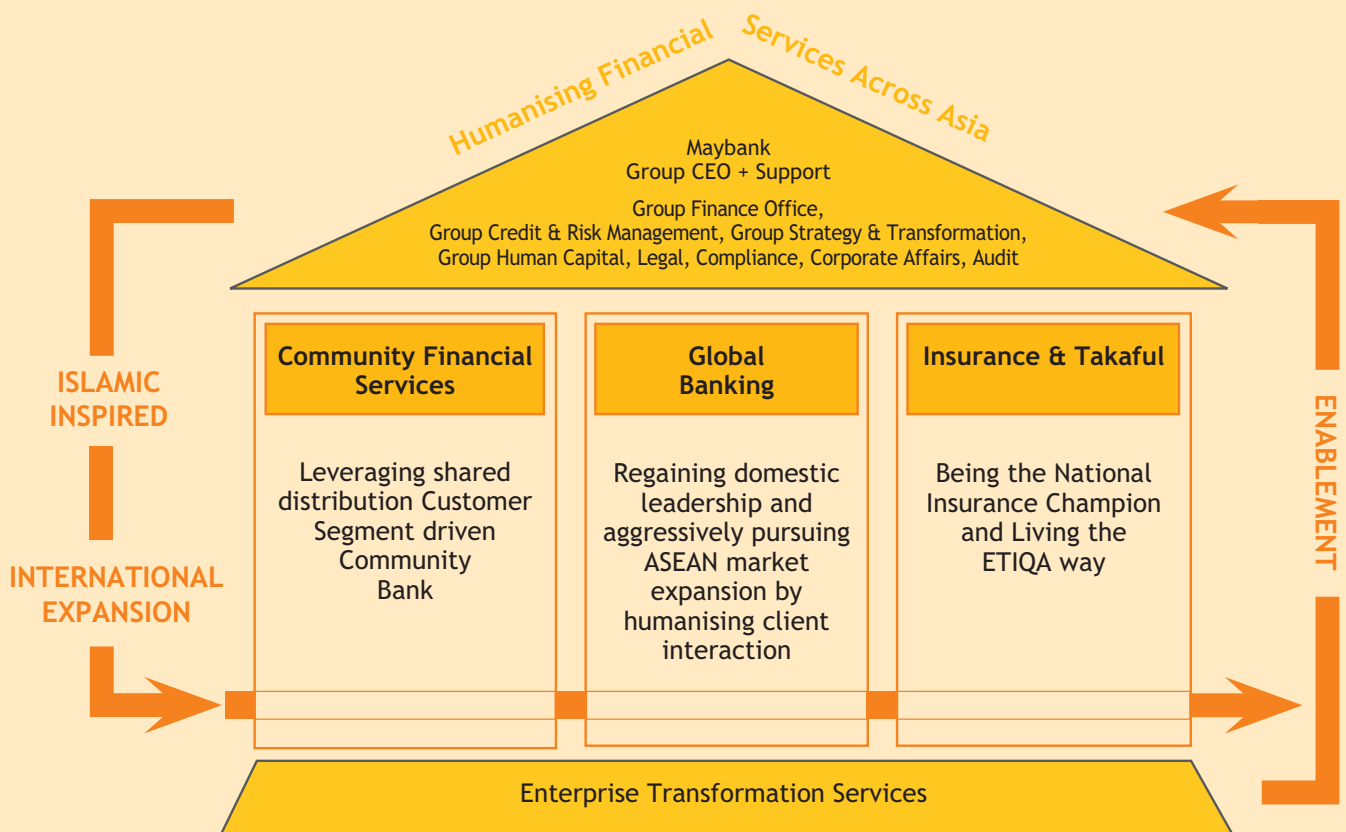 Humanising Financial Services Across Asia
Maybank
Group CEO + Support
Group Finance Office,
Group Credit & Risk Management, Group Strategy & Transformation,
Group Human Capital, Legal, Compliance, Corporate Affairs, Audit
ISLAMIC
INSPIRED
INTERNATIONAL
EXPANSION
Community Financial
Services
Leveraging shared
distribution Customer
Segment driven
Community
Bank
Global
Banking
Regaining domestic
leadership and
aggressively pursuing
ASEAN market
expansion by
humanising client
interaction
Insurance & Takaful
Being the National
Insurance Champion
and Living the
ETIQA way
ENABLEMENT
Enterprise Transformation Services